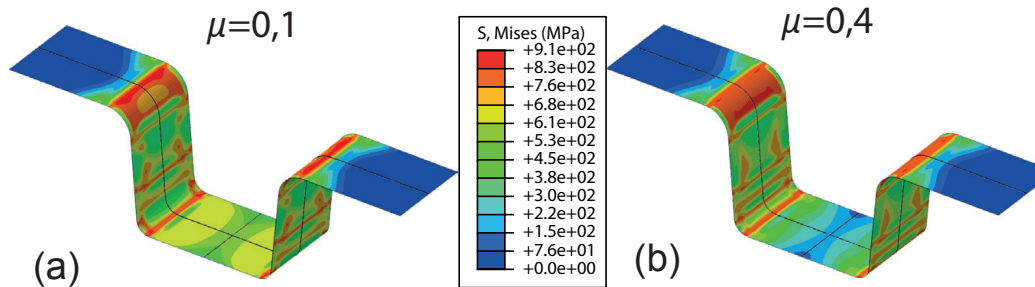 μ=0,1
S, Mises (MPa)
+9.1e+02
+8.3e+02
+7.6e+02
+6.8e+02
+6.1e+02
+5.3e+02
+4.5e+02
+3.8e+02
+3.0e+02
+2.2e+02
+1.5e+02
+7.6e+01
+0.0e+00
μ=0,4
(a)
(b)